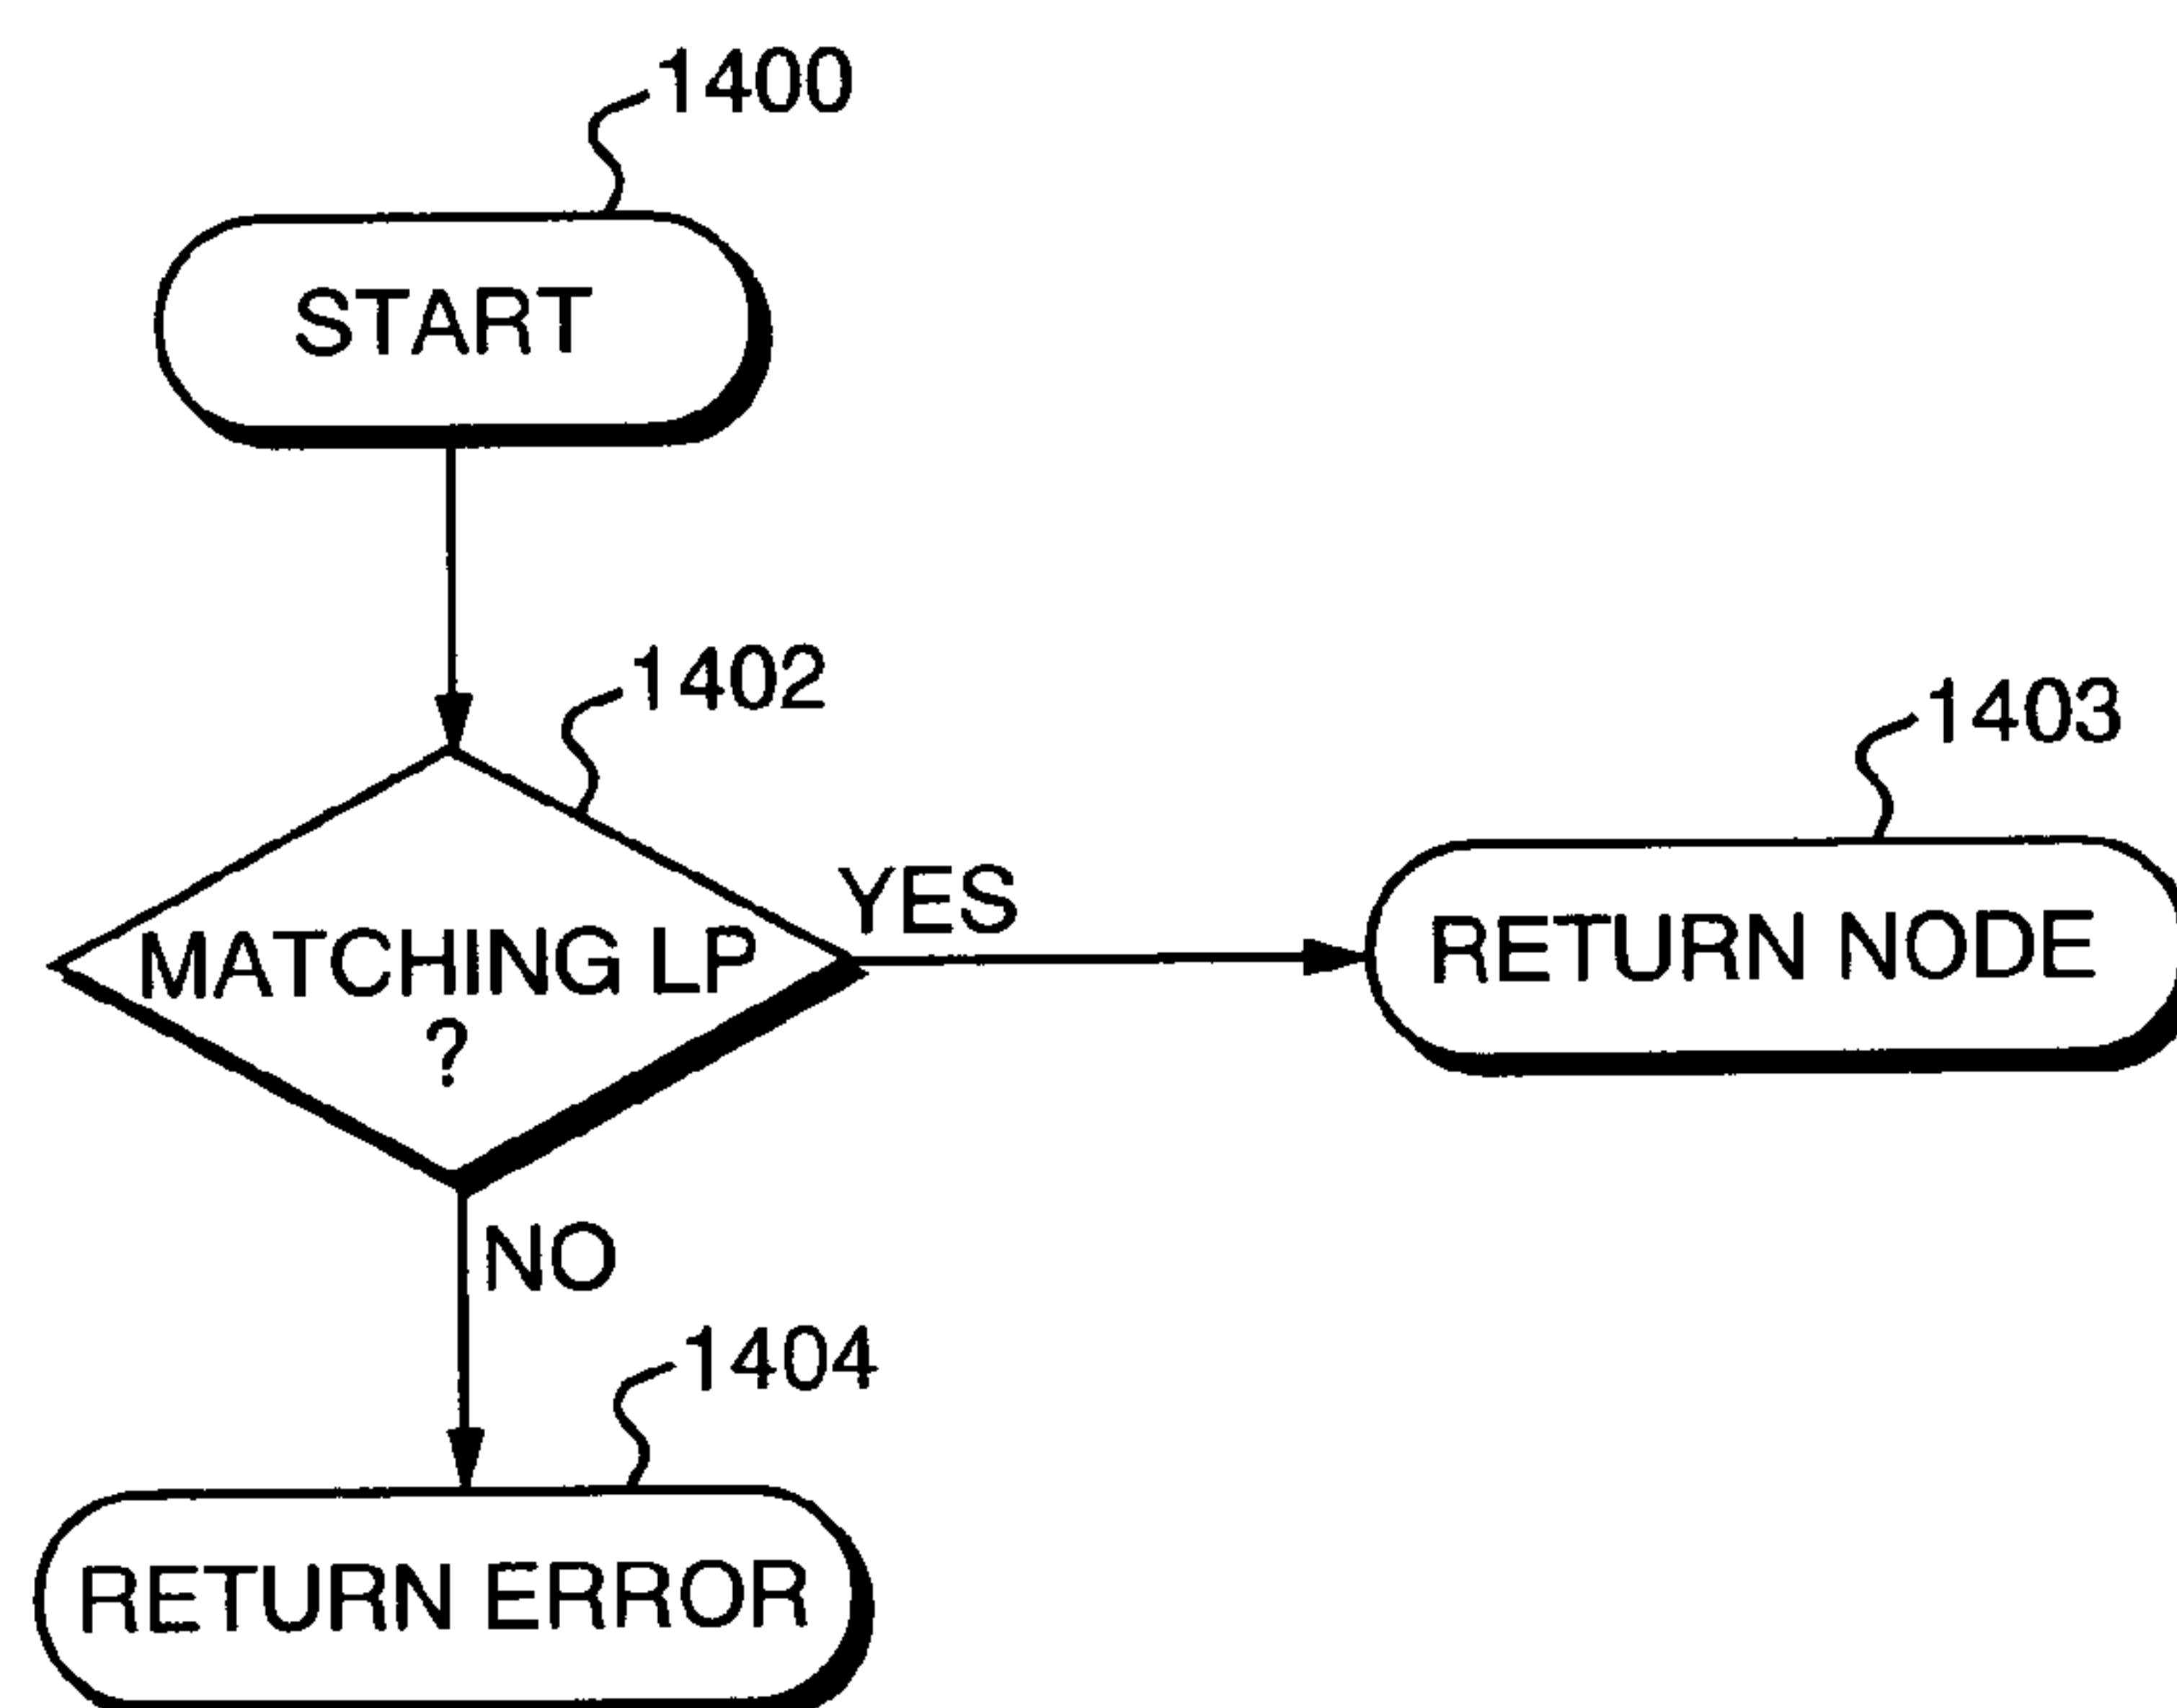 1400
START
1402
1403
YES
MATCHING LP
?
RETURN NODE
NO
1404
RETURN ERROR